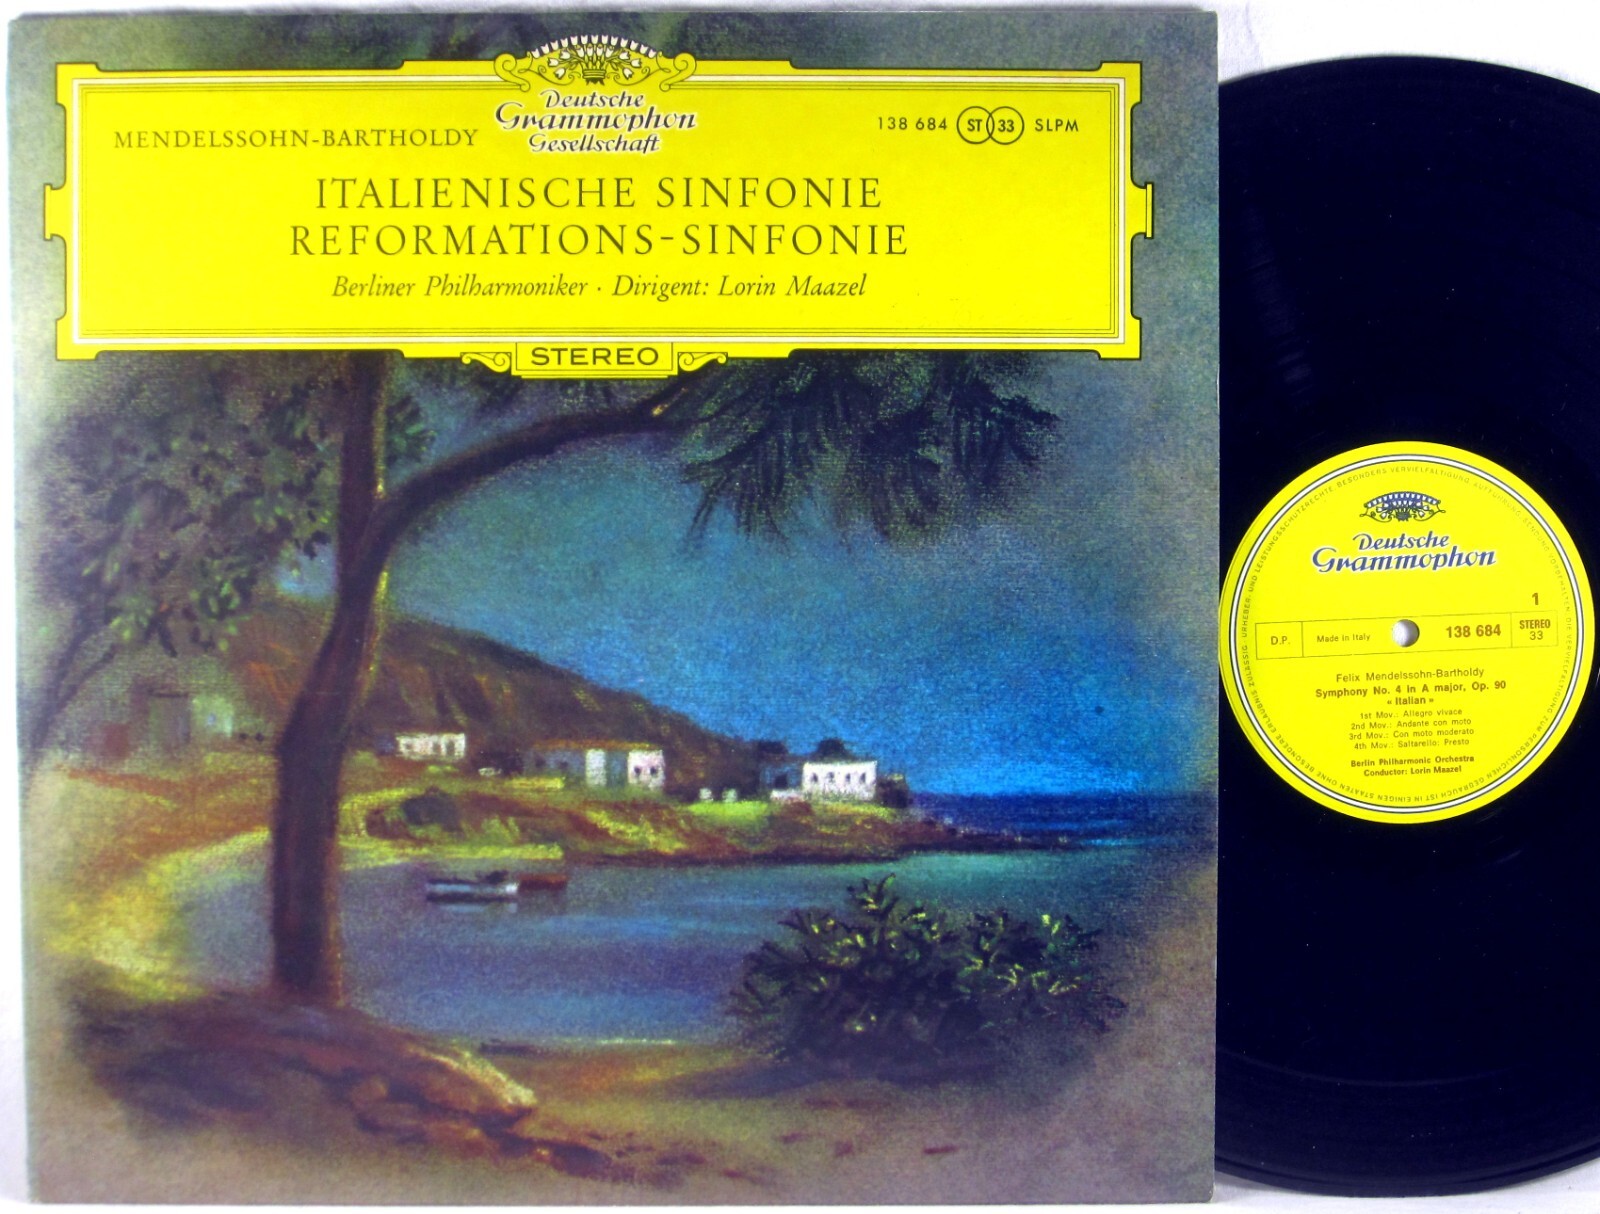 Deutsche
Grammophon
Gesellschaft
MENDELSSOHN-BARTHOLDY
138 684 ST 33 SLPM
ITALIENISCHE SINFONIE
REFORMATIONS-SINFONIE
Berliner Philharmoniker · Dirigent: Lorin Maazel
STEREO
Deutsche
Grammophon
1
D.P. Made in Italy 138 684 STEREO 33
Felix Mendelssohn-Bartholdy
Symphony No. 4 in A major, Op. 90
« Italian »
1st Mov.: Allegro vivace
2nd Mov.: Andante con moto
3rd Mov.: Con moto moderato
4th Mov.: Saltarello: Presto
Berlin Philharmonic Orchestra
Conductor: Lorin Maazel